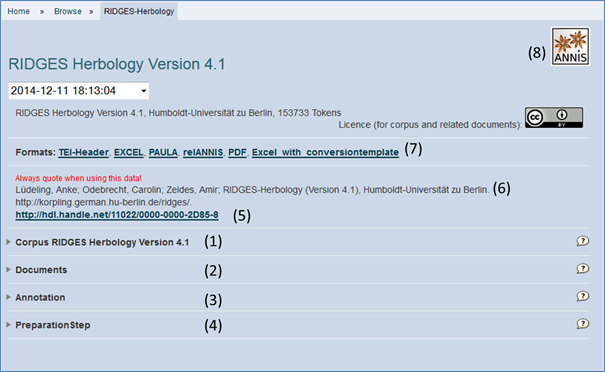 Home » Browse » RIDGES-Herbology
(8) ANNIS
RIDGES Herbology Version 4.1
2014-12-11 18:13:04
RIDGES Herbology Version 4.1, Humboldt-Universität zu Berlin, 153733 Tokens
Licence (for corpus and related documents): cc BY
Formats: TEI-Header, EXCEL, PAULA, relANNIS, PDF, Excel_with_conversiontemplate (7)
Always quote when using this data!
Lüdeling, Anke; Odebrecht, Carolin; Zeldes, Amir; RIDGES-Herbology (Version 4.1), Humboldt-Universität zu Berlin. (6)
http://korpling.german.hu-berlin.de/ridges/.
http://hdl.handle.net/11022/0000-0000-2D85-8 (5)
Corpus RIDGES Herbology Version 4.1 (1) ?
Documents (2) ?
Annotation (3) ?
PreparationStep (4) ?